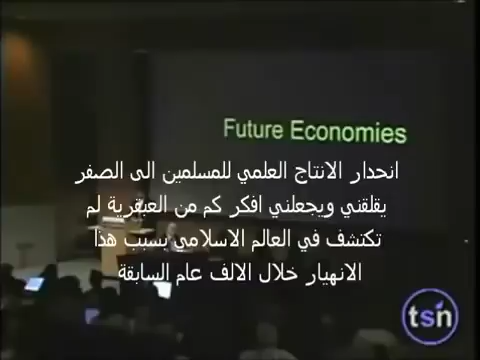 Future Economies
انحدار الانتاج العلمي للمسلمين الى الصفر
يقلقني ويجعلني افكر كم من العبقرية لم
تكتشف في العالم الاسلامي بسبب هذا
الانهيار خلال الالف عام السابقة
tsn